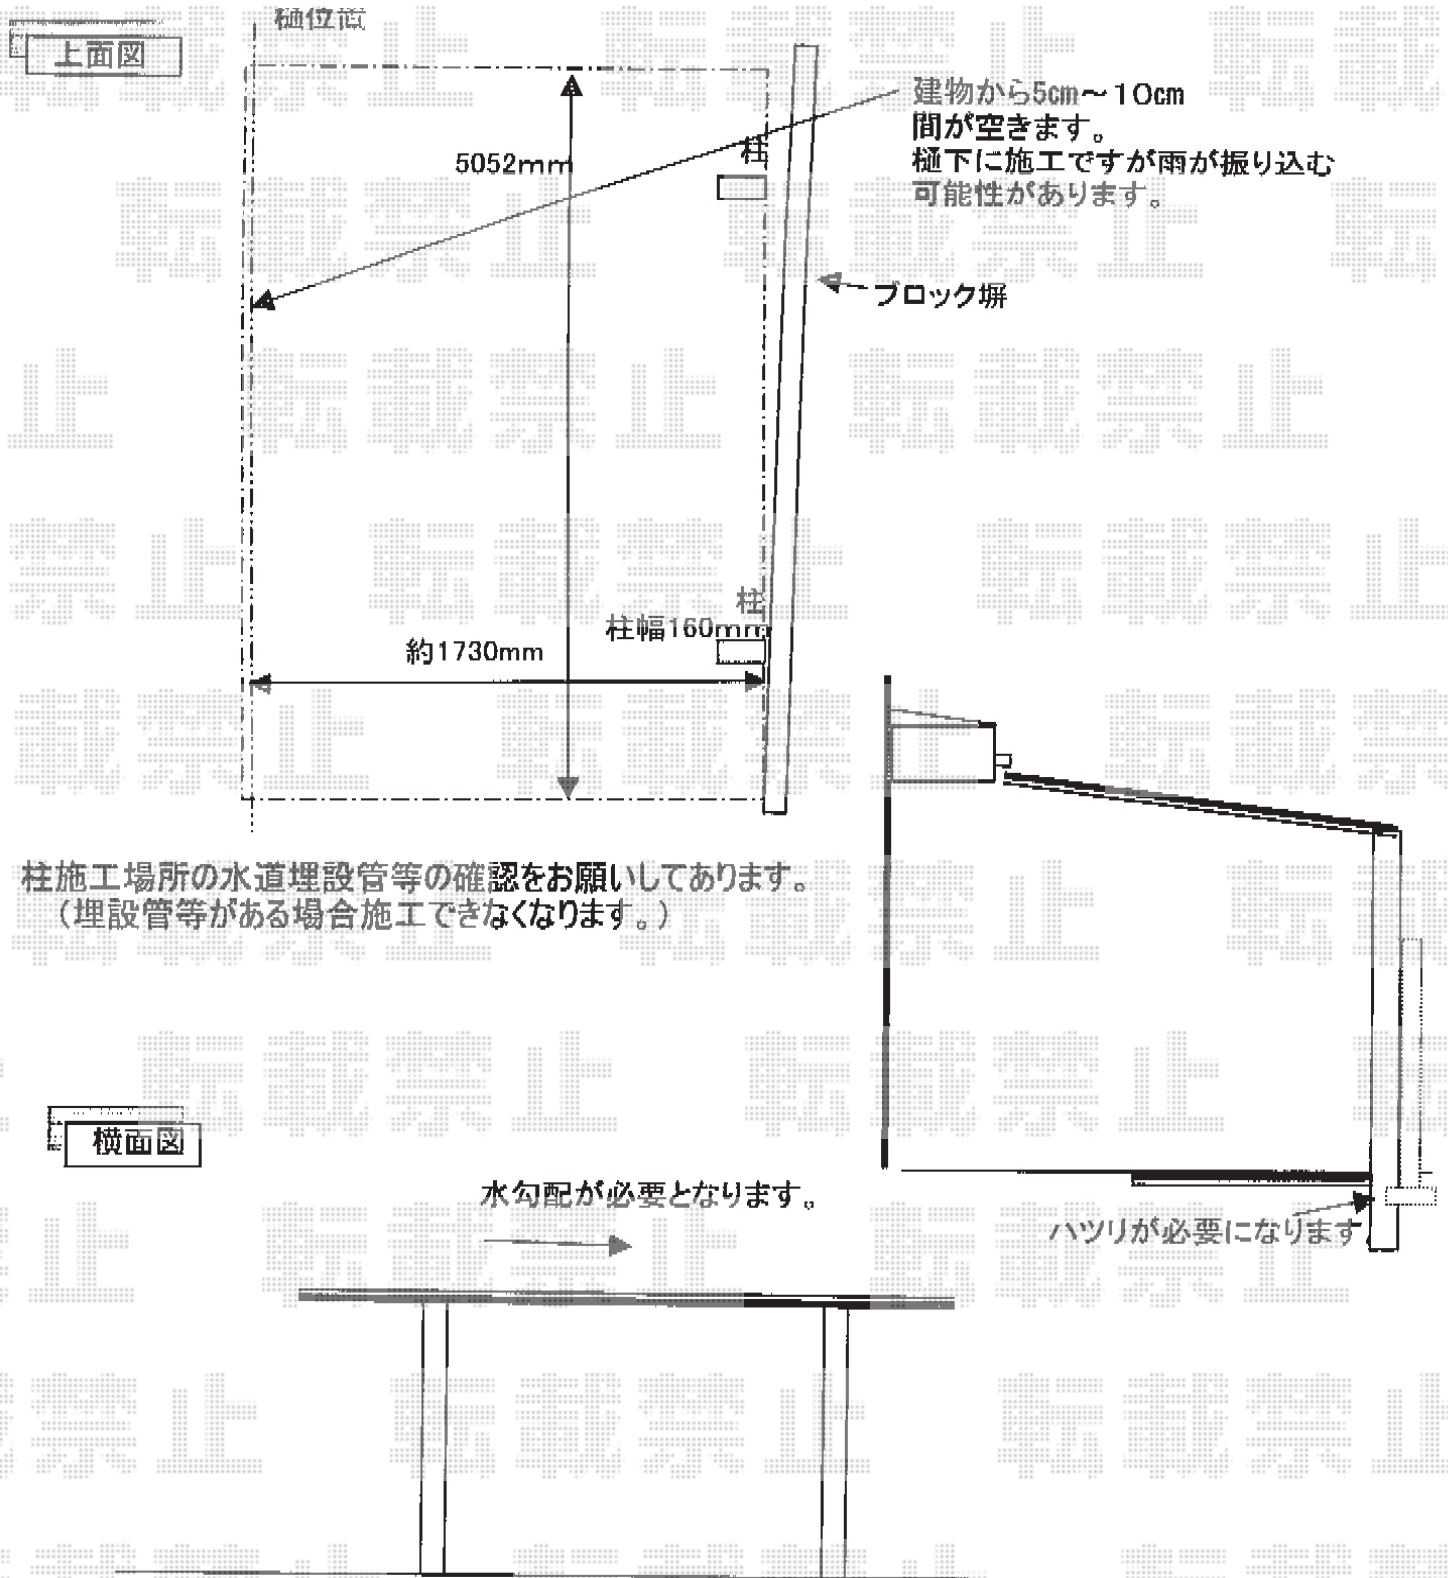 樋位置
上面図
建物から5cm～10cm
間が空きます。
樋下に施工ですが雨が振り込む
可能性があります。
5052mm
柱
ブロック塀
柱
柱幅160mm
約1730mm
柱施工場所の水道埋設管等の確認をお願いしてあります。
（埋設管等がある場合施工できなくなります。）
横面図
水勾配が必要となります。
ハツリが必要になります
転載禁止